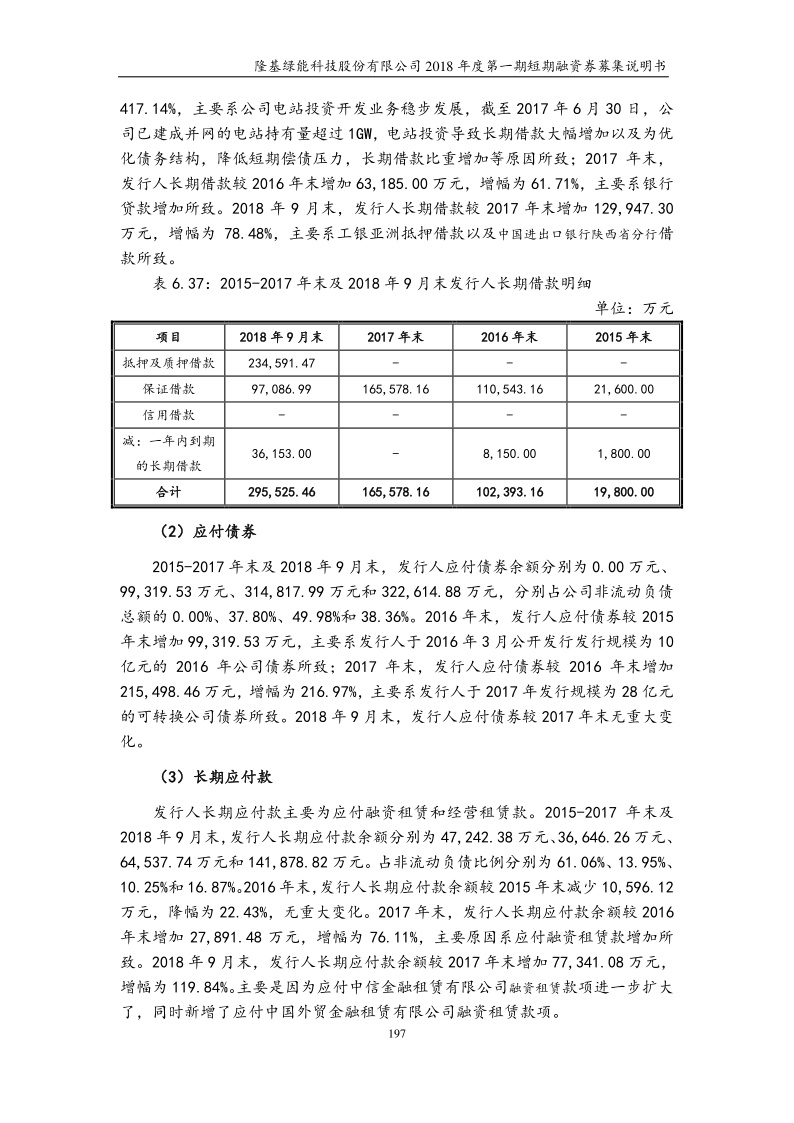 隆基绿能科技股份有限公司 2018 年度第一期短期融资券募集说明书
417.14%，主要系公司电站投资开发业务稳步发展，截至 2017 年 6 月 30 日，公
司已建成并网的电站持有量超过 1GW，电站投资导致长期借款大幅增加以及为优
化债务结构，降低短期偿债压力，长期借款比重增加等原因所致；2017 年末，
发行人长期借款较 2016 年末增加 63,185.00 万元，增幅为 61.71%，主要系银行
贷款增加所致。2018 年 9 月末，发行人长期借款较 2017 年末增加 129,947.30
万元，增幅为 78.48%，主要系工银亚洲抵押借款以及中国进出口银行陕西省分行借
款所致。
表 6.37：2015-2017 年末及 2018 年 9 月末发行人长期借款明细
单位：万元
项目 2018 年 9 月末 2017 年末 2016 年末 2015 年末
抵押及质押借款 234,591.47 - - -
保证借款 97,086.99 165,578.16 110,543.16 21,600.00
信用借款 - - - -
减：一年内到期
的长期借款 36,153.00 - 8,150.00 1,800.00
合计 295,525.46 165,578.16 102,393.16 19,800.00
（2）应付债券
2015-2017 年末及 2018 年 9 月末，发行人应付债券余额分别为 0.00 万元、
99,319.53 万元、314,817.99 万元和 322,614.88 万元，分别占公司非流动负债
总额的 0.00%、37.80%、49.98%和 38.36%。2016 年末，发行人应付债券较 2015
年末增加 99,319.53 万元，主要系发行人于 2016 年 3 月公开发行发行规模为 10
亿元的 2016 年公司债券所致；2017 年末，发行人应付债券较 2016 年末增加
215,498.46 万元，增幅为 216.97%，主要系发行人于 2017 年发行规模为 28 亿元
的可转换公司债券所致。2018 年 9 月末，发行人应付债券较 2017 年末无重大变
化。
（3）长期应付款
发行人长期应付款主要为应付融资租赁和经营租赁款。2015-2017 年末及
2018 年 9 月末，发行人长期应付款余额分别为 47,242.38 万元、36,646.26 万元、
64,537.74 万元和 141,878.82 万元。占非流动负债比例分别为 61.06%、13.95%、
10.25%和 16.87%。2016 年末，发行人长期应付款余额较 2015 年末减少 10,596.12
万元，降幅为 22.43%，无重大变化。2017 年末，发行人长期应付款余额较 2016
年末增加 27,891.48 万元，增幅为 76.11%，主要原因系应付融资租赁款增加所
致。2018 年 9 月末，发行人长期应付款余额较 2017 年末增加 77,341.08 万元，
增幅为 119.84%。主要是因为应付中信金融租赁有限公司融资租赁款项进一步扩大
了，同时新增了应付中国外贸金融租赁有限公司融资租赁款项。
197